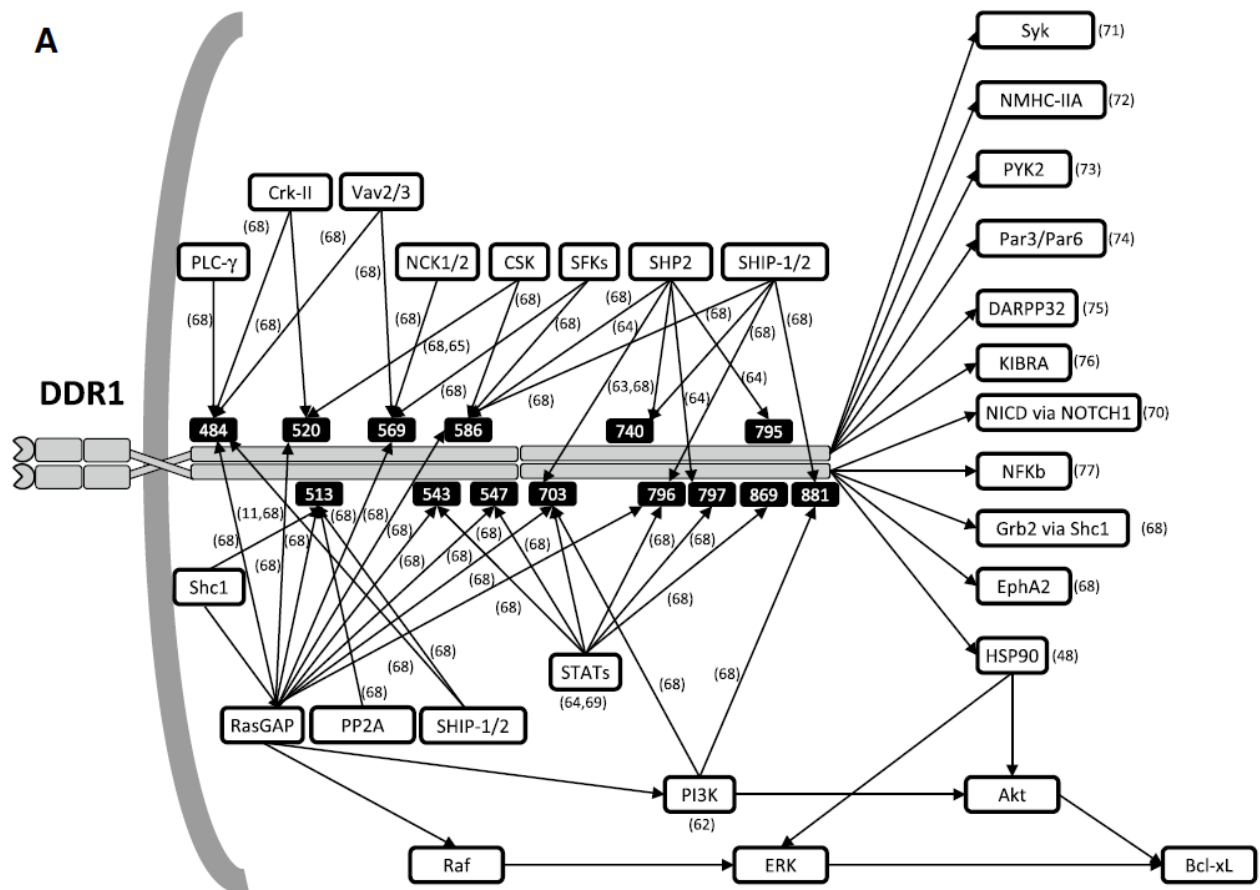 A
Syk (71)
NMHC-IIA (72)
PYK2 (73)
Par3/Par6 (74)
DARPP32 (75)
KIBRA (76)
NICD via NOTCH1 (70)
NFKb (77)
Grb2 via Shc1 (68)
EphA2 (68)
HSP90 (48)
Crk-II Vav2/3
(68) (68)
PLC-γ NCK1/2 CSK SFKs SHP2 SHIP-1/2
(68) (68)
(68) (68) (68) (68) (64) (68) (68) (68)
(68,65)
(68) (63,68) (64)
(68) (64)
DDR1
484 520 569 586 740 795
513 543 547 703 796 797 869 881
(11,68) (68) (68)
(68) (68) (68) (68) (68) (68)
(68) (68) (68) (68)
Shc1
(68) (68)
(68) (68)
STATs
(64,69)
(68) (68) (68)
RasGAP PP2A SHIP-1/2
PI3K
(62)
Akt
Raf ERK Bcl-xL